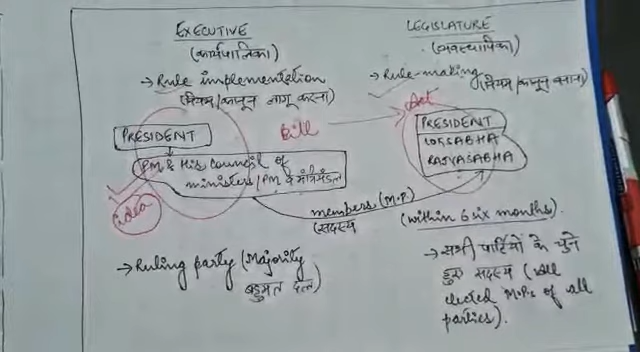 EXECUTIVE
(कार्यपालिका)
→ Rule implementation
(नियम/कानून लागू करना)
PRESIDENT
PM & His Council of
ministers/PM व मंत्रिमंडल
Idea
Bill
→ Ruling party (Majority
बहुमत दल)
LEGISLATURE
(व्यवस्थापिका)
→ Rule-making
(नियम/कानून बनाना)
Act
PRESIDENT
LOKSABHA
RAJYASABHA
members (M.P.)
(सदस्य
(within 6 six months).
→ सभी पार्टियों के चुने
हुए सदस्य (all
elected M.Ps of all
parties).